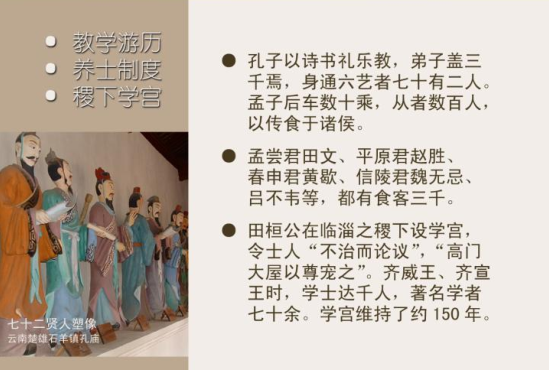 教学游历
养士制度
稷下学宫
七十二贤人塑像
云南楚雄石羊镇孔庙
孔子以诗书礼乐教，弟子盖三
千焉，身通六艺者七十有二人。
孟子后车数十乘，从者数百人，
以传食于诸侯。
孟尝君田文、平原君赵胜、
春申君黄歇、信陵君魏无忌、
吕不韦等，都有食客三千。
田桓公在临淄之稷下设学宫，
令士人“不治而论议”，“高门
大屋以尊宠之”。齐威王、齐宣
王时，学士达千人，著名学者
七十余。学宫维持了约 150 年。